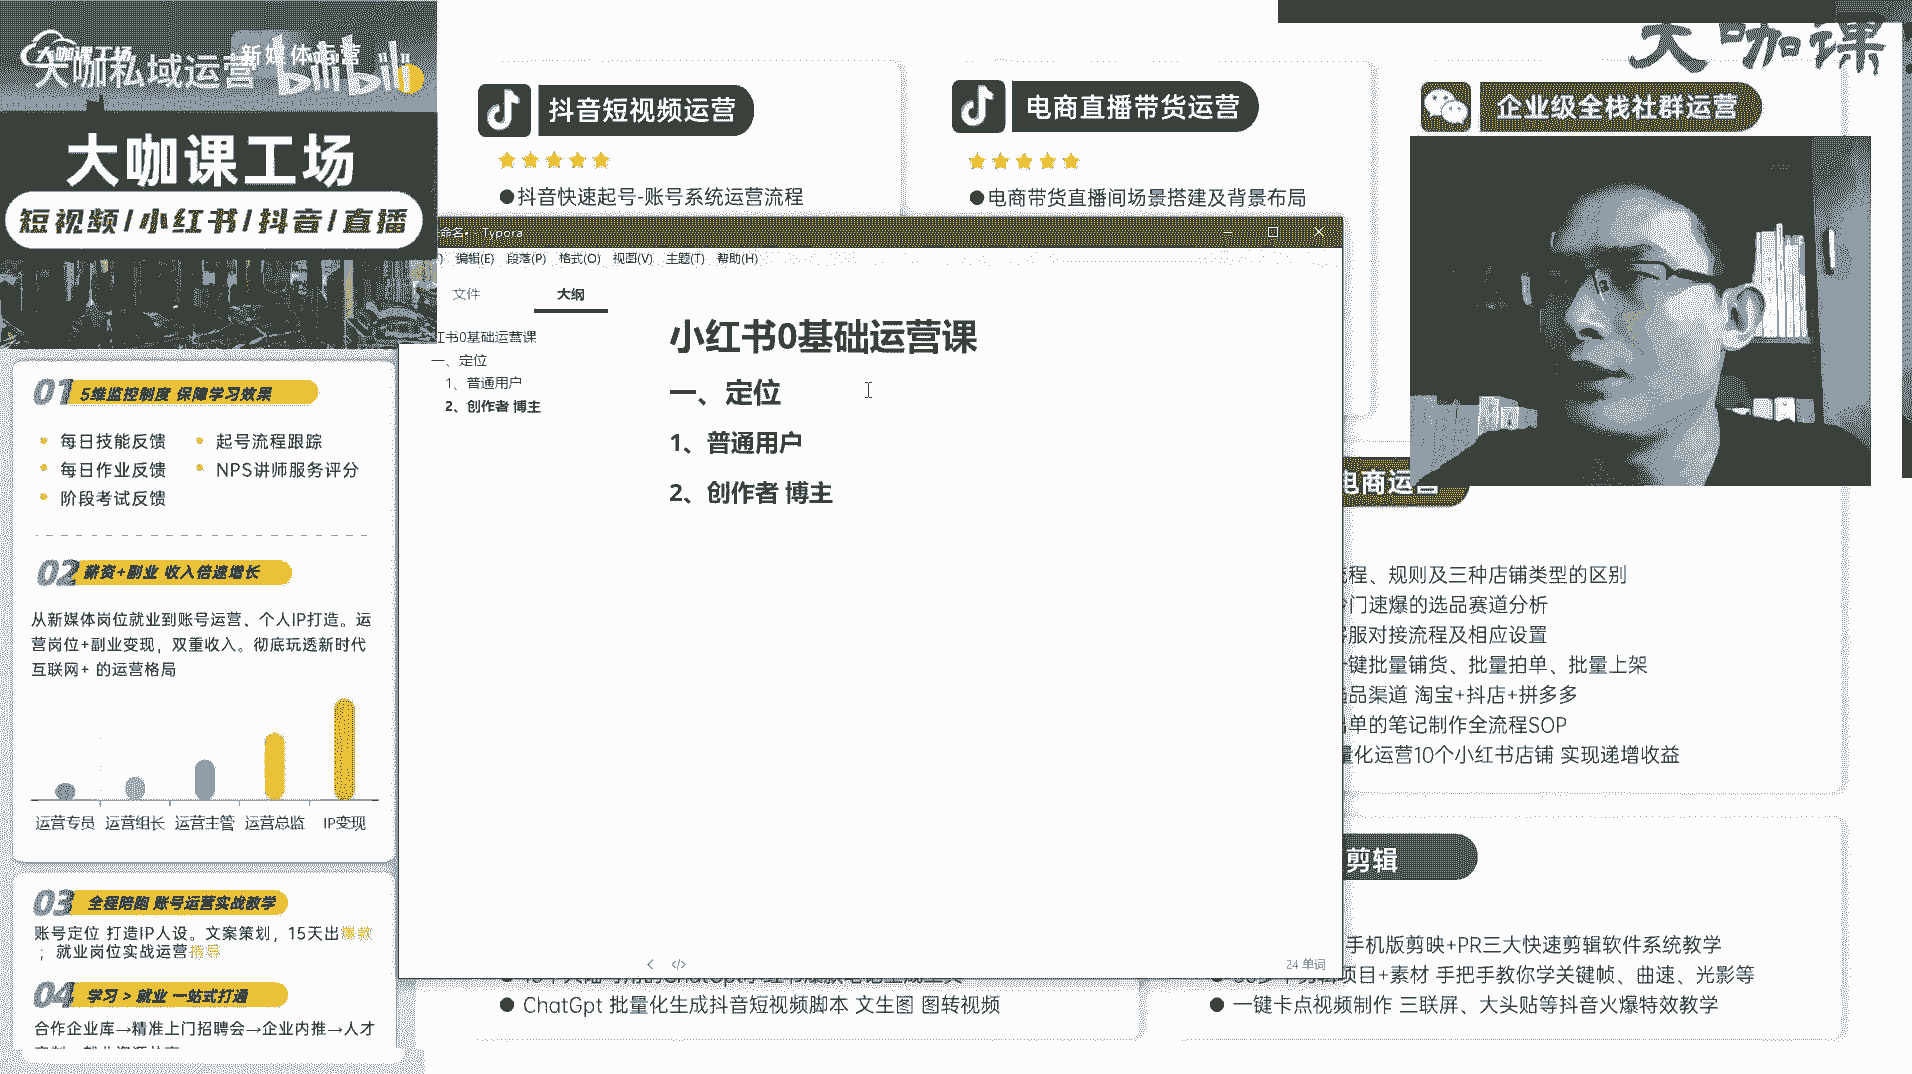 大咖课工场
新媒体运营
大咖私域运营
bilibili
大咖课工场
短视频/小红书/抖音/直播
01 5维监控制度 保障学习效果
每日技能反馈
起号流程跟踪
每日作业反馈
NPS讲师服务评分
阶段考试反馈
02 薪资+副业 收入倍速增长
从新媒体岗位就业到账号运营、个人IP打造。运
营岗位+副业变现，双重收入。彻底玩透新时代
互联网+ 的运营格局
运营专员 运营组长 运营主管 运营总监 IP变现
03 全程陪跑 账号运营实战教学
账号定位 打造IP人设。文案策划，15天出爆款
；就业岗位实战运营指导
04 学习 > 就业 一站式打通
合作企业库→精准上门招聘会→企业内推→人才
抖音短视频运营
●抖音快速起号-账号系统运营流程
电商直播带货运营
●电商带货直播间场景搭建及背景布局
大咖课
企业级全栈社群运营
命名• - Typora
编辑(E) 段落(P) 格式(O) 视图(V) 主题(T) 帮助(H)
文件
大纲
红书0基础运营课
一、定位
1、普通用户
2、创作者 博主
小红书0基础运营课
一、定位
1、普通用户
2、创作者 博主
24 单词
电商运营
程、规则及三种店铺类型的区别
门速爆的选品赛道分析
服对接流程及相应设置
键批量铺货、批量拍单、批量上架
品渠道 淘宝+抖店+拼多多
单的笔记制作全流程SOP
量化运营10个小红书店铺 实现递增收益
剪辑
手机版剪映+PR三大快速剪辑软件系统教学
项目+素材 手把手教你学关键帧、曲速、光影等
● 一键卡点视频制作 三联屏、大头贴等抖音火爆特效教学
● ChatGpt 批量化生成抖音短视频脚本 文生图 图转视频